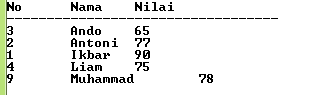 No Nama Nilai
----------------------------------
3 Ando 65
2 Antoni 77
1 Ikbar 90
4 Liam 75
9 Muhammad 78